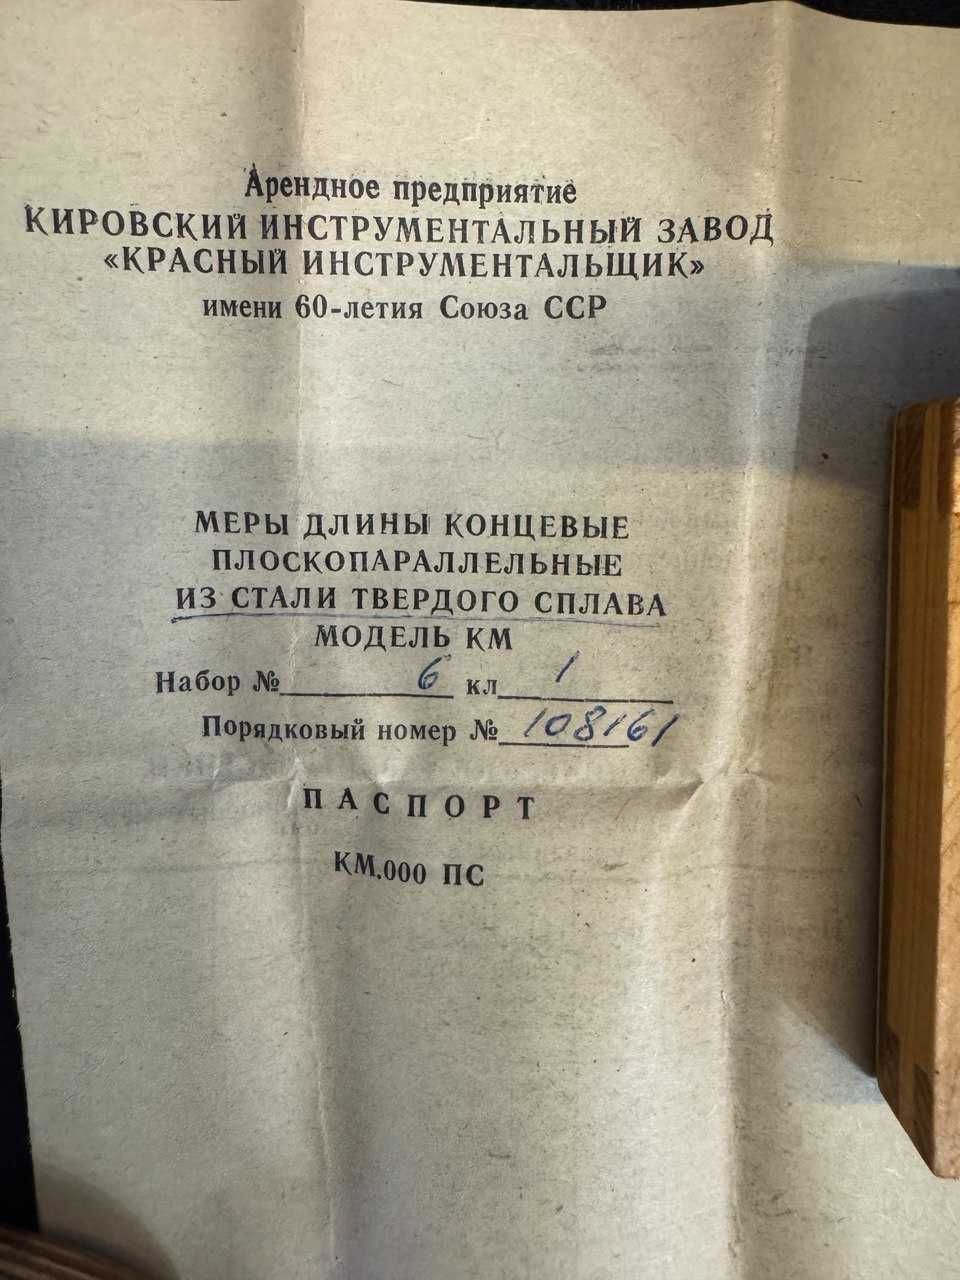 Арендное предприятие
КИРОВСКИЙ ИНСТРУМЕНТАЛЬНЫЙ ЗАВОД
«КРАСНЫЙ ИНСТРУМЕНТАЛЬЩИК»
имени 60-летия Союза ССР
МЕРЫ ДЛИНЫ КОНЦЕВЫЕ
ПЛОСКОПАРАЛЛЕЛЬНЫЕ
ИЗ СТАЛИ ТВЕРДОГО СПЛАВА
МОДЕЛЬ КМ
Набор № 6 кл 1
Порядковый номер № 108161
ПАСПОРТ
КМ.000 ПС